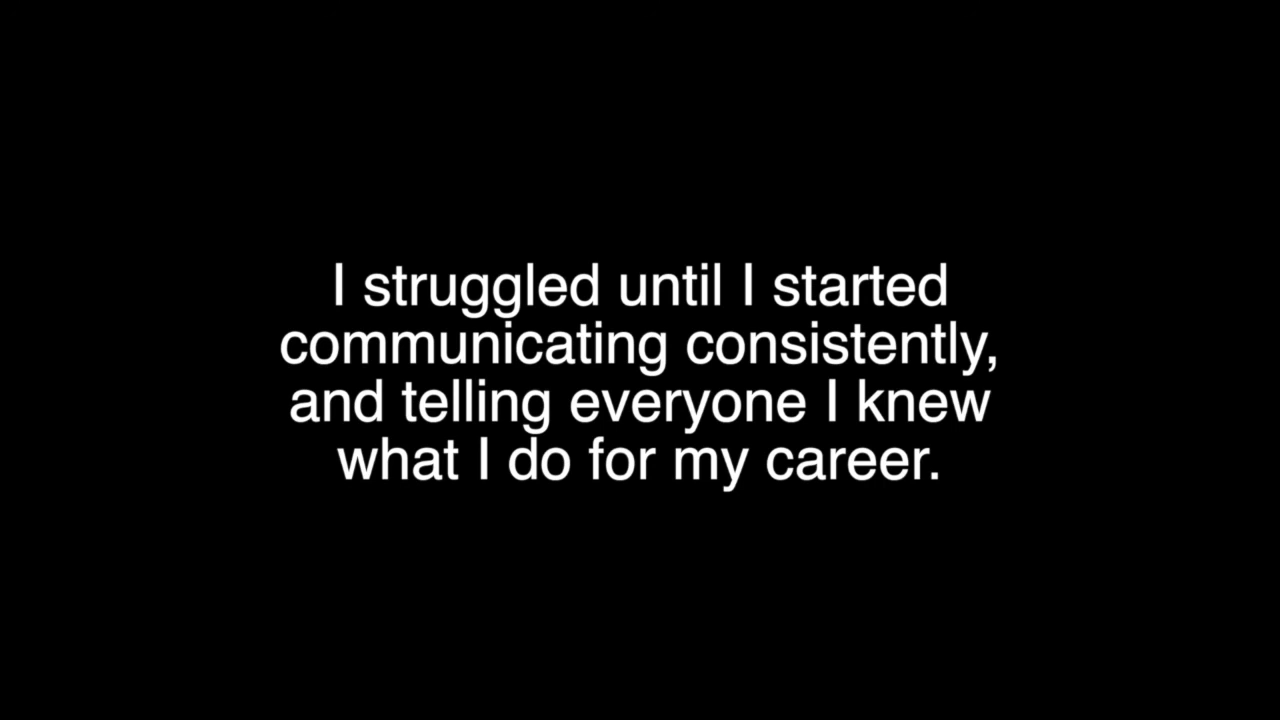 I struggled until I started
communicating consistently,
and telling everyone I knew
what I do for my career.